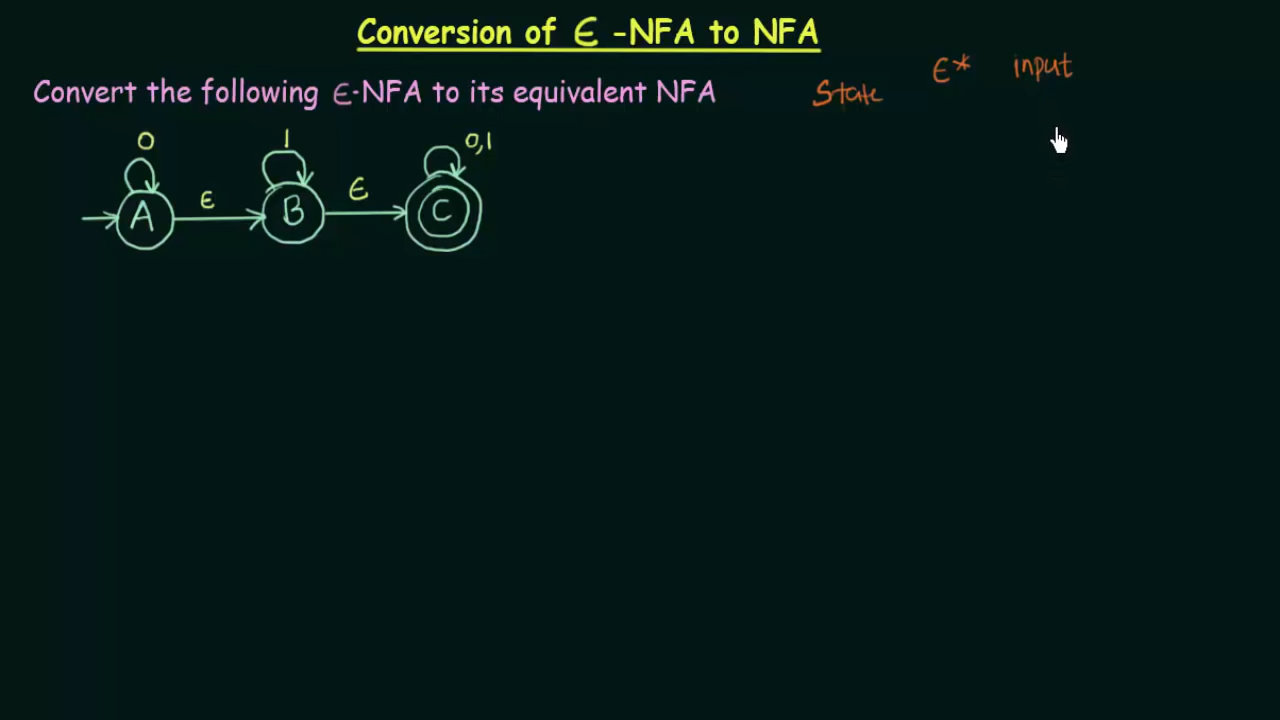 Conversion of ϵ -NFA to NFA
Convert the following ϵ-NFA to its equivalent NFA
State ϵ* input
0 1 0,1
A ϵ B ϵ C